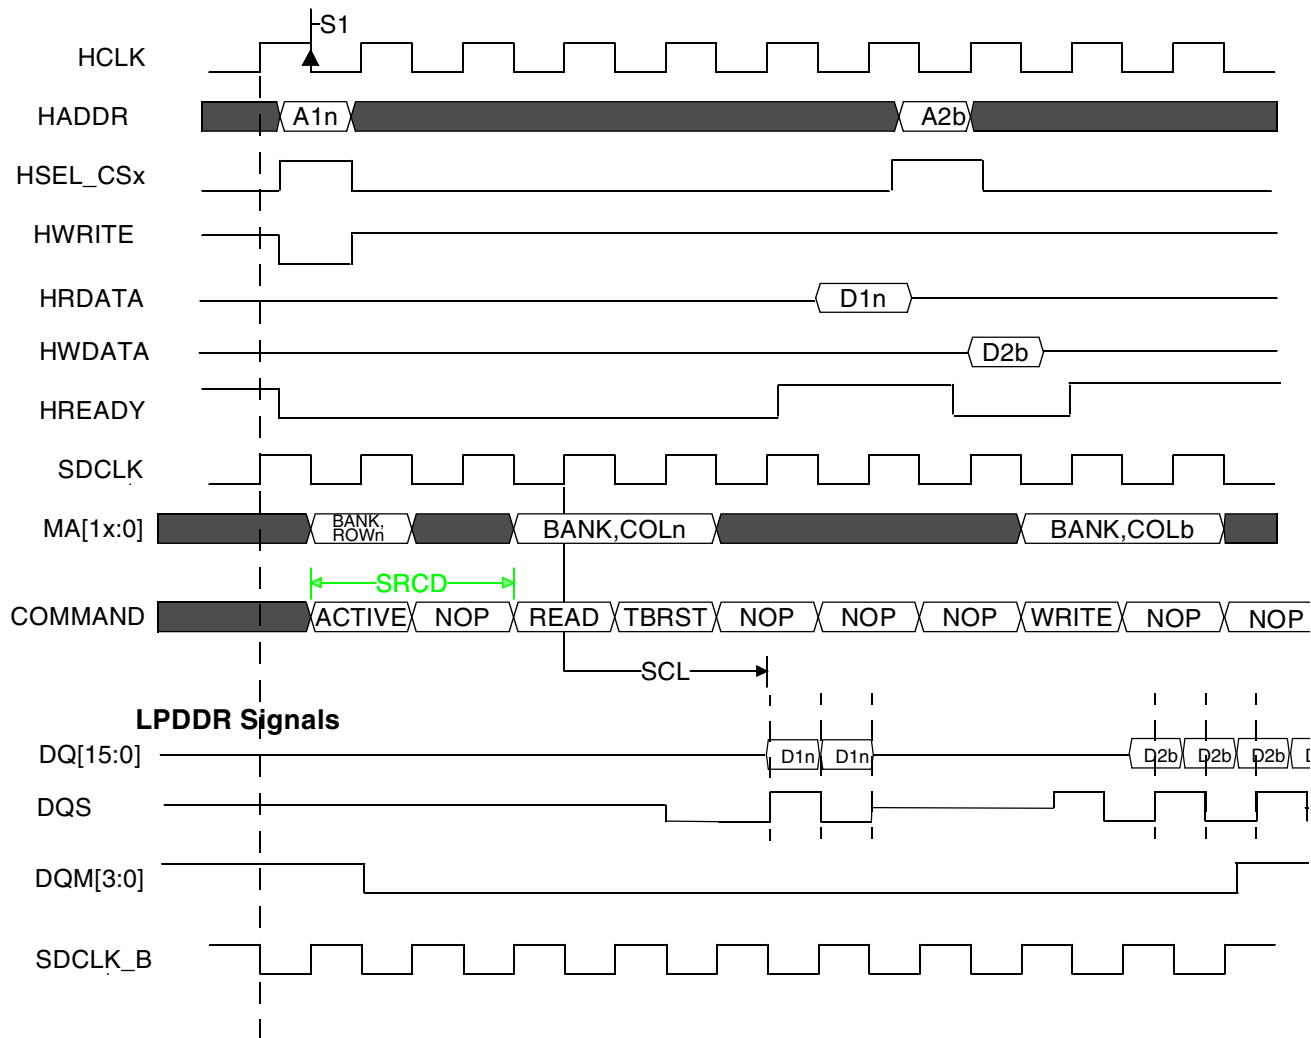 S1
HCLK
HADDR A1n A2b
HSEL_CSx
HWRITE
HRDATA D1n
HWDATA D2b
HREADY
SDCLK
MA[1x:0] BANK, ROWn BANK,COLn BANK,COLb
SRCD
COMMAND ACTIVE NOP READ TBRST NOP NOP NOP WRITE NOP NOP
SCL
LPDDR Signals
DQ[15:0] D1n D1n D2b D2b D2b
DQS
DQM[3:0]
SDCLK_B